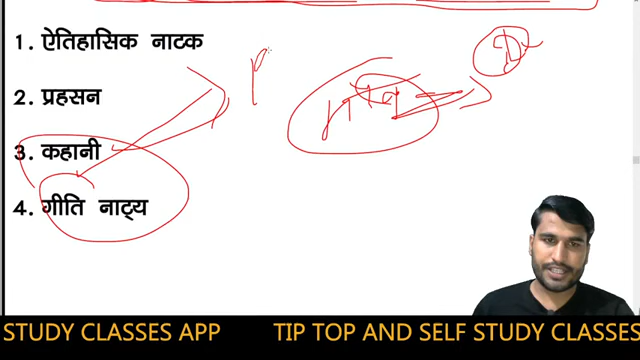 1. ऐतिहासिक नाटक
2. प्रहसन
3. कहानी
4. गीति नाट्य
STUDY CLASSES APP TIP TOP AND SELF STUDY CLASSES